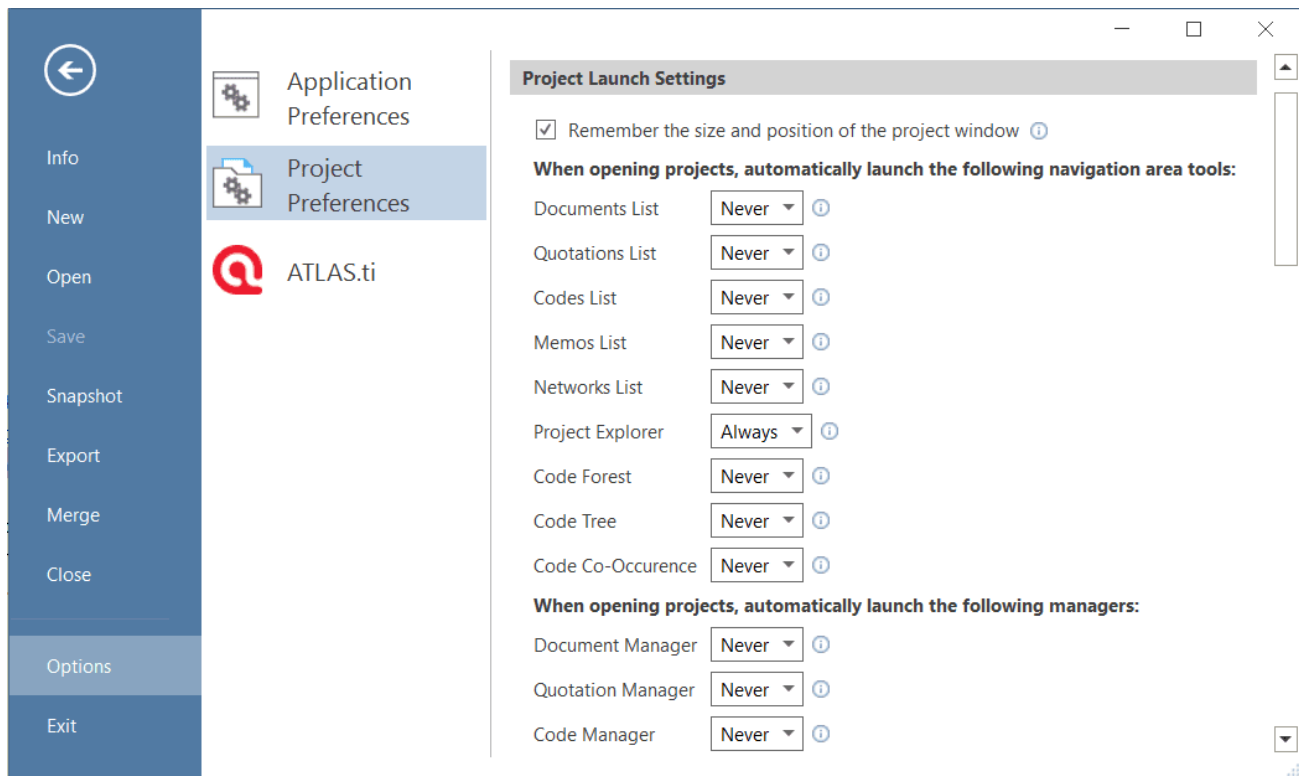 Info
New
Open
Save
Snapshot
Export
Merge
Close
Options
Exit
Application
Preferences
Project
Preferences
ATLAS.ti
Project Launch Settings
Remember the size and position of the project window
When opening projects, automatically launch the following navigation area tools:
Documents List Never
Quotations List Never
Codes List Never
Memos List Never
Networks List Never
Project Explorer Always
Code Forest Never
Code Tree Never
Code Co-Occurence Never
When opening projects, automatically launch the following managers:
Document Manager Never
Quotation Manager Never
Code Manager Never